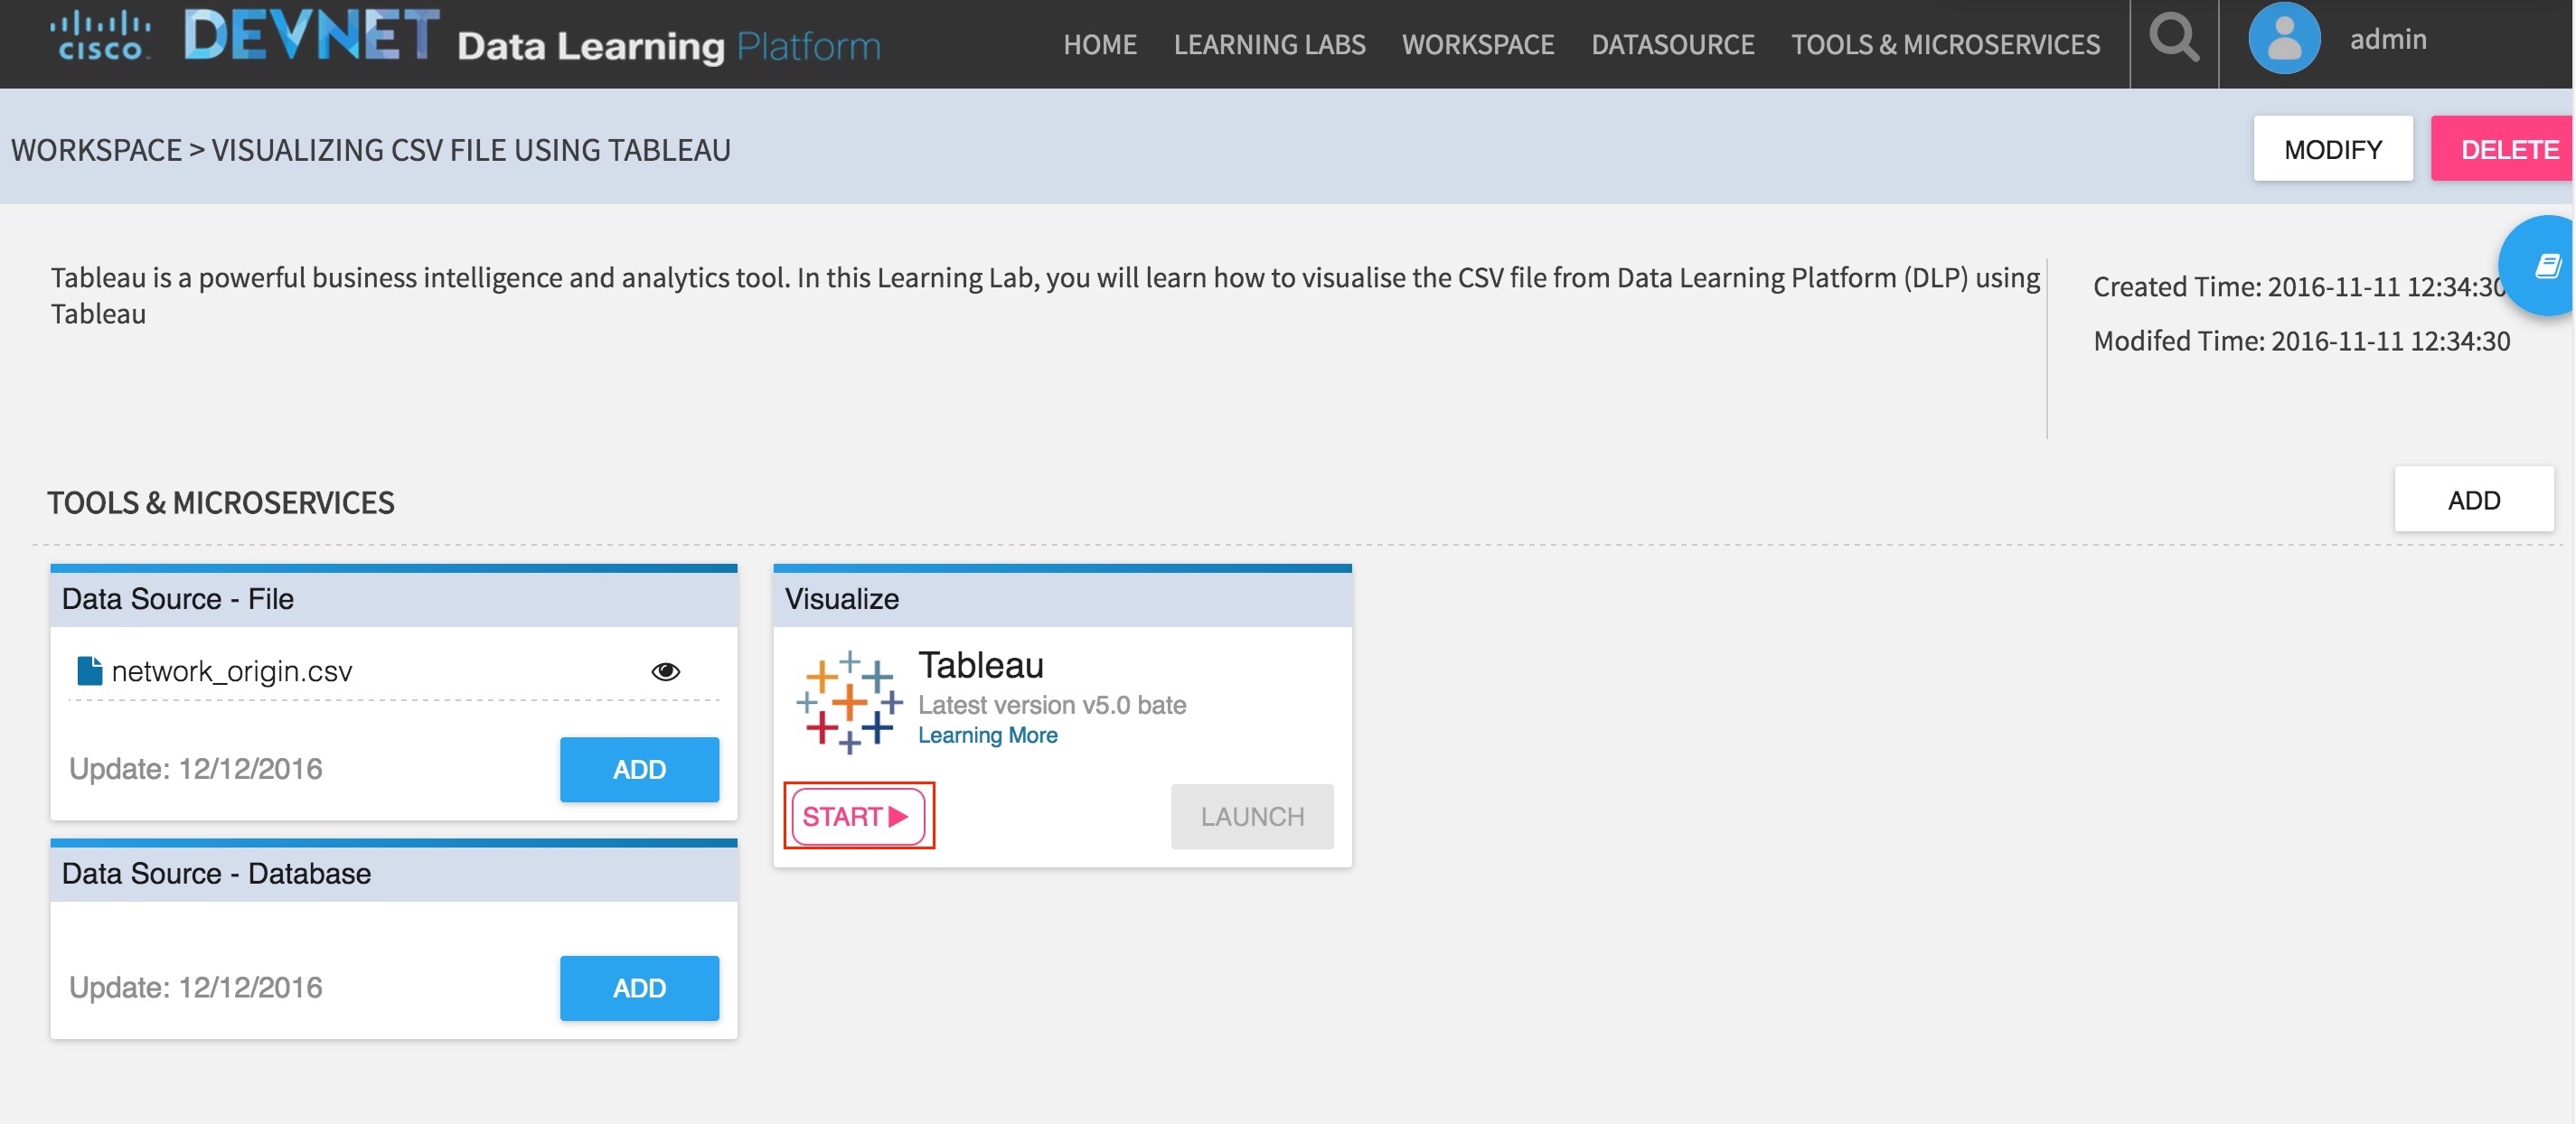 CISCO DEVNET Data Learning Platform
HOME LEARNING LABS WORKSPACE DATASOURCE TOOLS & MICROSERVICES admin
WORKSPACE > VISUALIZING CSV FILE USING TABLEAU MODIFY DELETE
Tableau is a powerful business intelligence and analytics tool. In this Learning Lab, you will learn how to visualise the CSV file from Data Learning Platform (DLP) using
Tableau
Created Time: 2016-11-11 12:34:30
Modifed Time: 2016-11-11 12:34:30
TOOLS & MICROSERVICES ADD
Data Source - File
network_origin.csv
Update: 12/12/2016 ADD
Data Source - Database
Update: 12/12/2016 ADD
Visualize
Tableau
Latest version v5.0 bate
Learning More
START LAUNCH